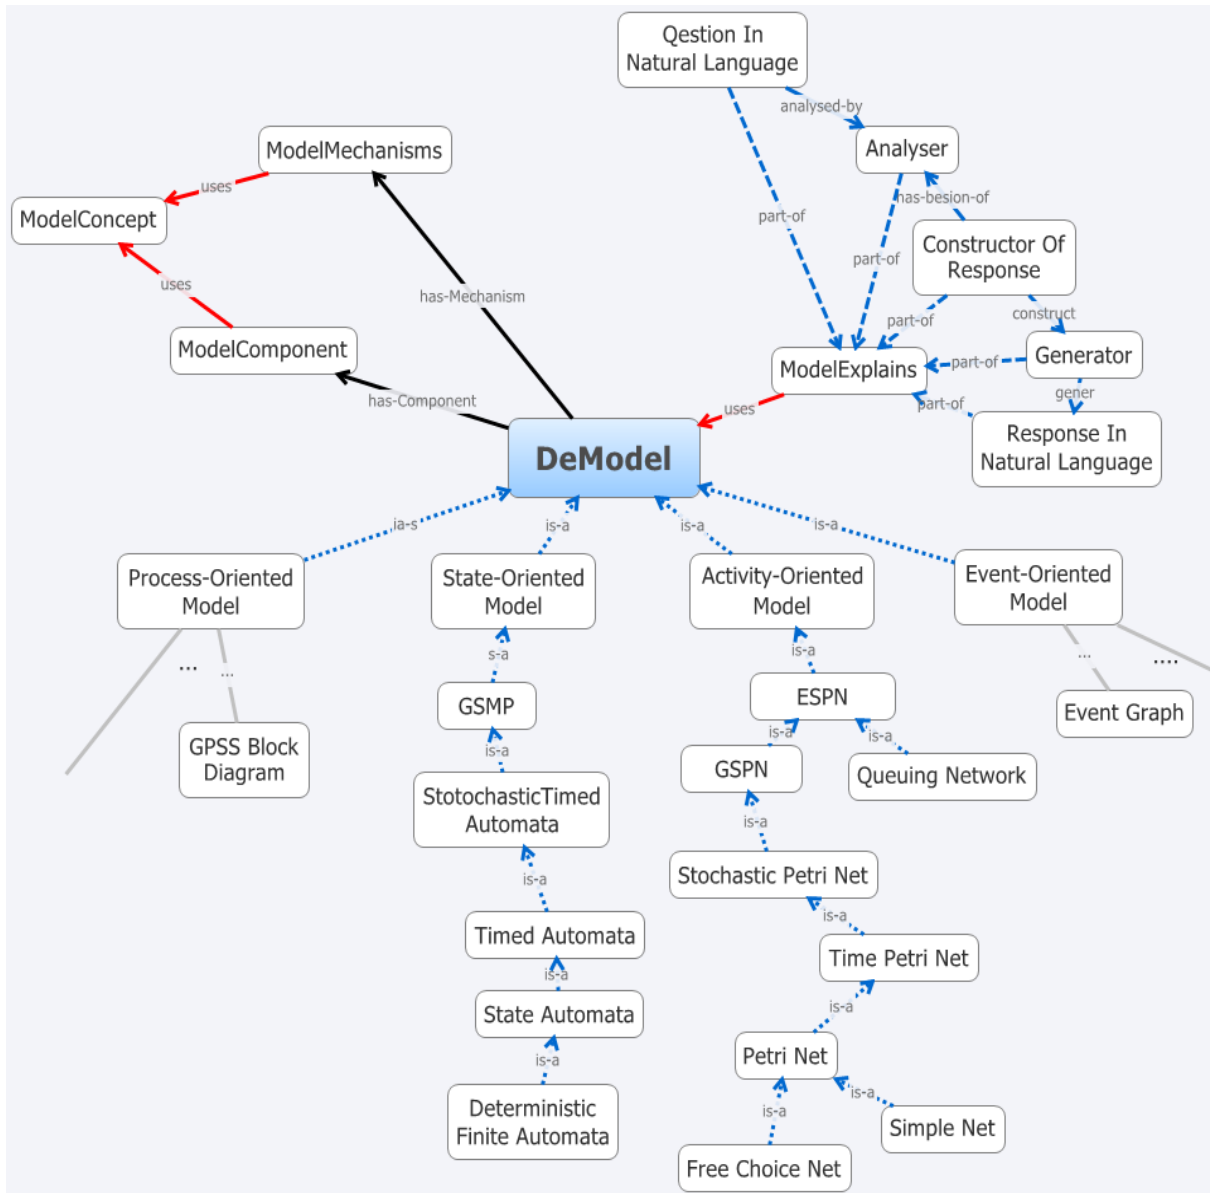 Qestion In
Natural Language
analysed-by
ModelMechanisms
Analyser
uses
has-besion-of
ModelConcept
part-of
Constructor Of
Response
part-of
uses
has-Mechanism
construct
part-of
ModelComponent
ModelExplains
part-of
Generator
has-Component
uses
part-of
gener
Response In
Natural Language
DeModel
ia-s
is-a
is-a
is-a
Process-Oriented
Model
State-Oriented
Model
Activity-Oriented
Model
Event-Oriented
Model
...
...
s-a
is-a
...
....
GSMP
ESPN
Event Graph
GPSS Block
Diagram
is-a
is-a
is-a
GSPN
Queuing Network
StotochasticTimed
Automata
is-a
is-a
Stochastic Petri Net
is-a
Timed Automata
Time Petri Net
is-a
is-a
State Automata
Petri Net
is-a
is-a
is-a
Deterministic
Finite Automata
Simple Net
Free Choice Net